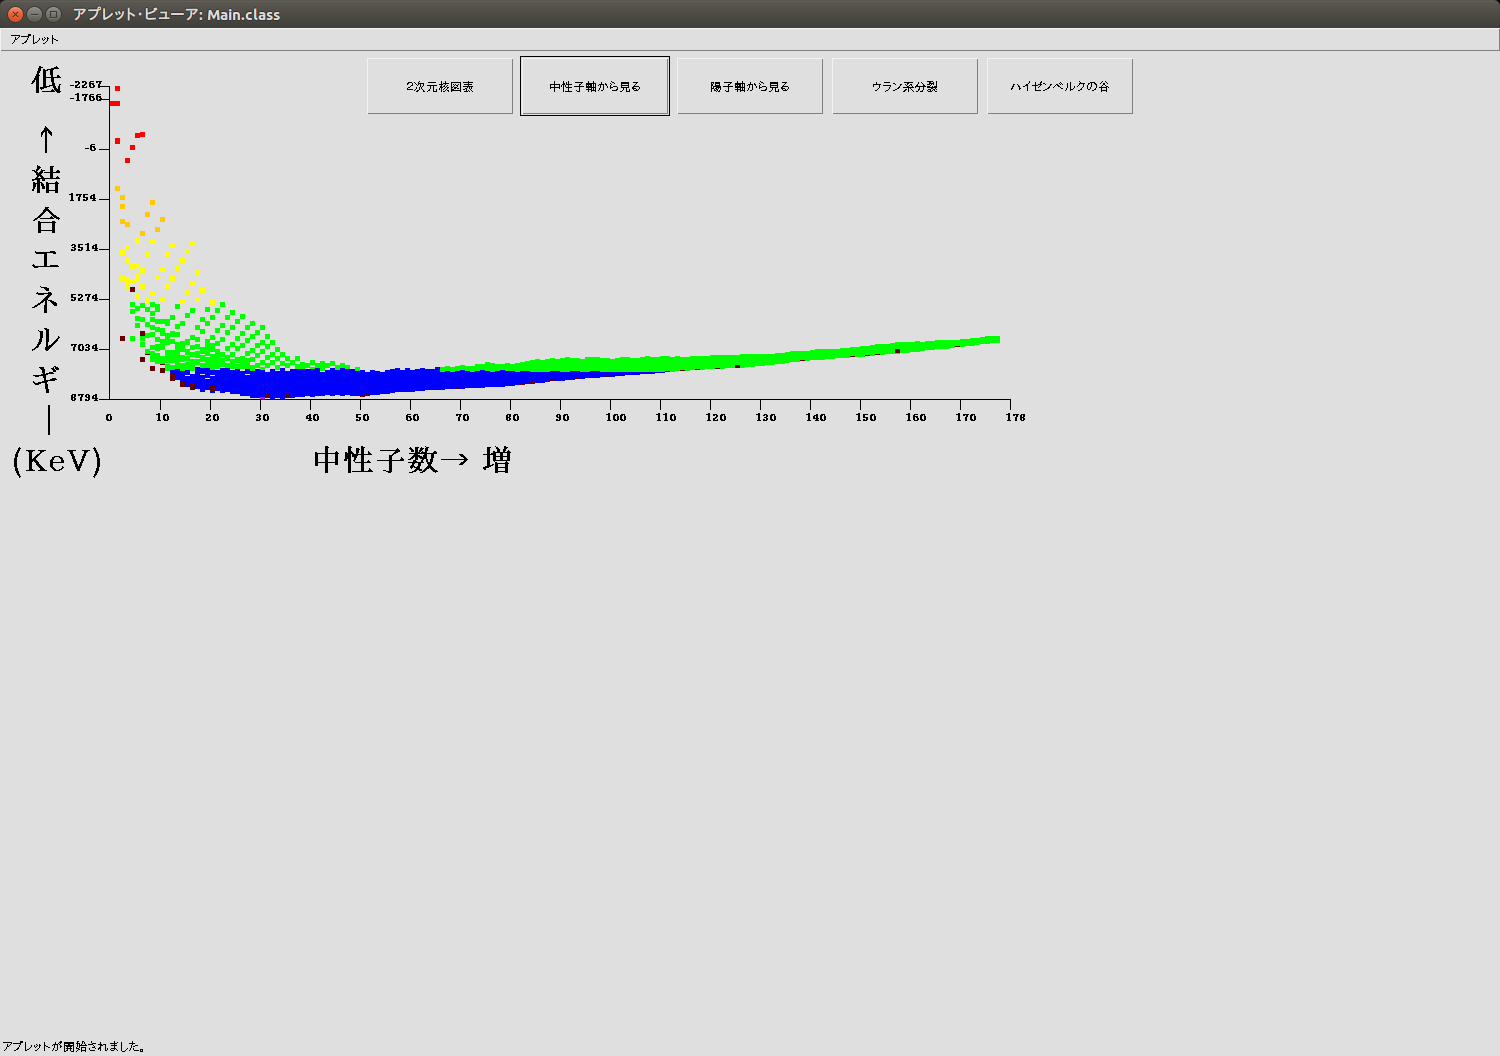 アプレット・ビューア: Main.class
アプレット
2次元核図表
中性子軸から見る
陽子軸から見る
ウラン系分裂
ハイゼンベルクの谷
低
↑
結
合
エ
ネ
ル
ギ
ー
(KeV)
-2267
-1766
-6
1754
3514
5274
7034
8794
0 10 20 30 40 50 60 70 80 90 100 110 120 130 140 150 160 170 178
中性子数→ 増
アプレットが開始されました。